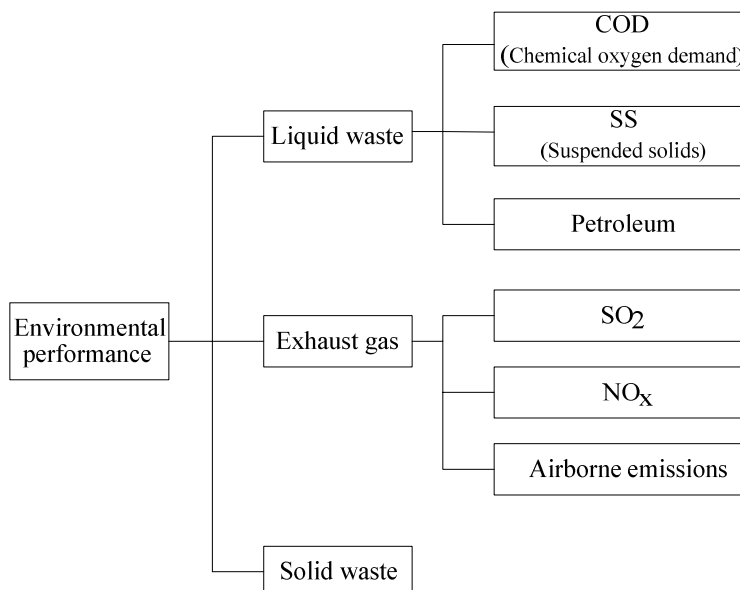 COD
(Chemical oxygen demand)
Liquid waste
SS
(Suspended solids)
Petroleum
Environmental
performance
Exhaust gas
SO2
NOx
Airborne emissions
Solid waste